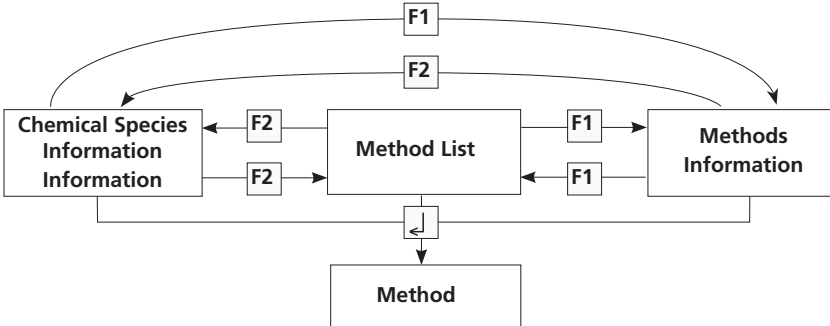 F1
F2
Chemical Species
Information
Information
F2
F2
Method List
F1
F1
Methods
Information
Method